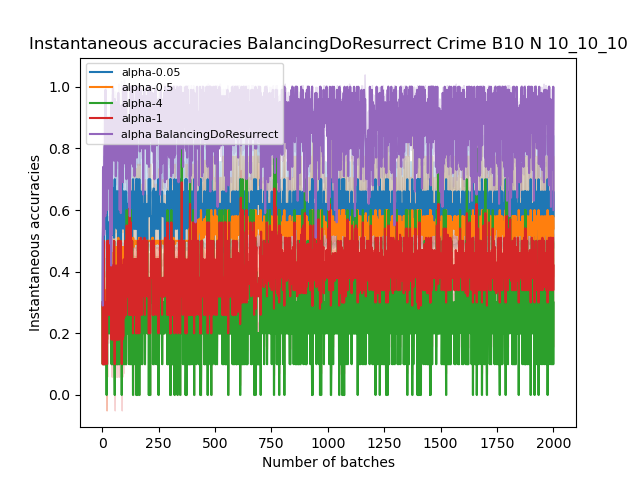 Instantaneous accuracies BalancingDoResurrect Crime B10 N 10_10_10
alpha-0.05
alpha-0.5
alpha-4
alpha-1
alpha BalancingDoResurrect
1.0
0.8
0.6
0.4
0.2
0.0
Instantaneous accuracies
0 250 500 750 1000 1250 1500 1750 2000
Number of batches